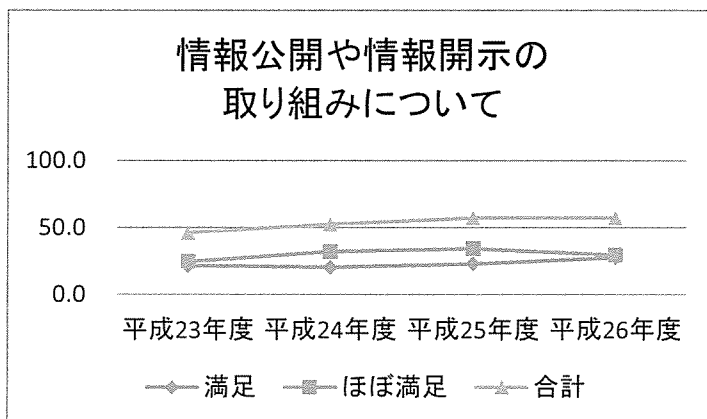 情報公開や情報開示の
取り組みについて
100.0
50.0
0.0
平成23年度 平成24年度 平成25年度 平成26年度
満足 ほぼ満足 合計